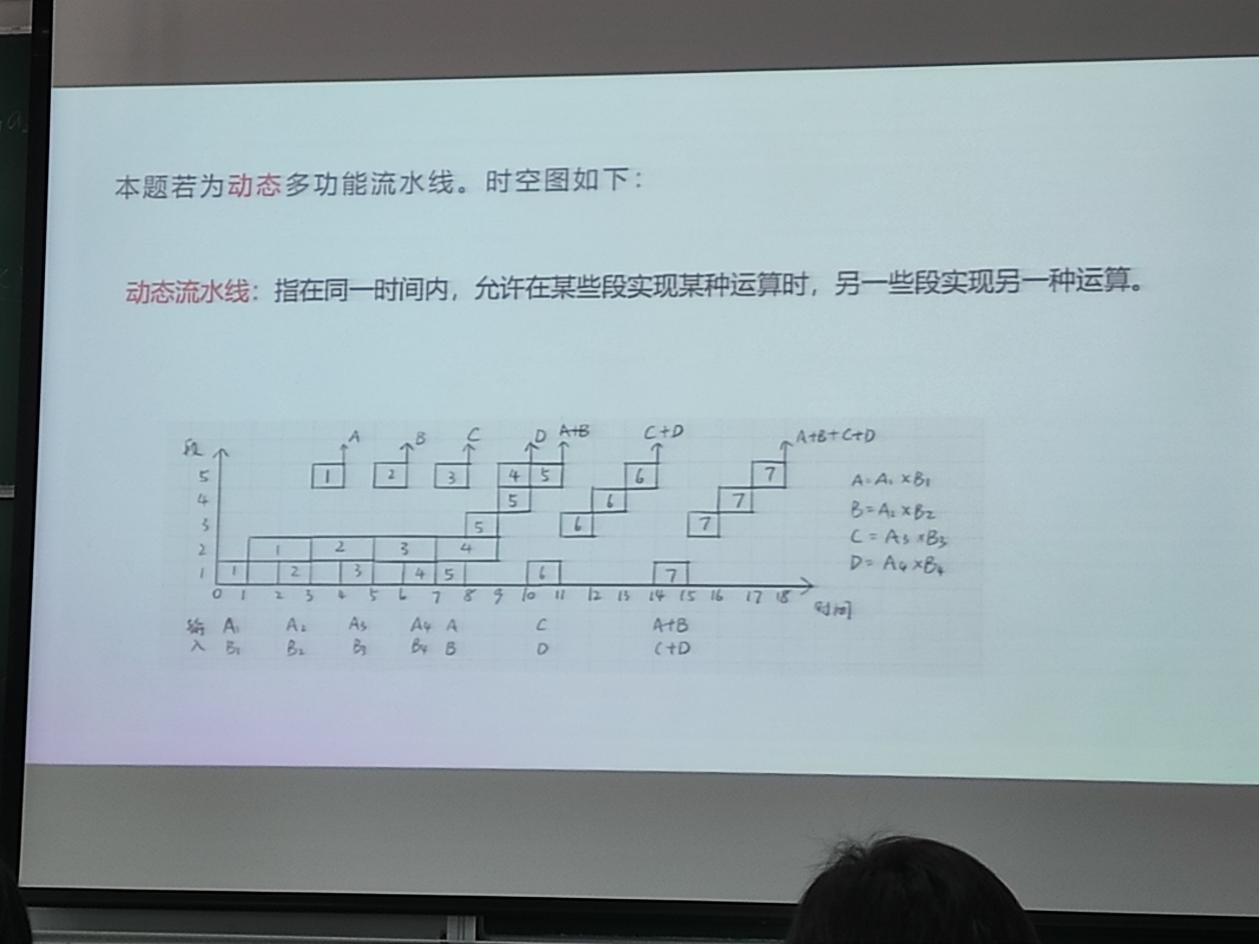 本题若为动态多功能流水线。时空图如下：
动态流水线：指在同一时间内，允许在某些段实现某种运算时，另一些段实现另一种运算。
段 A B C D A+B C+D A+B+C+D
5 1 2 3 4 5 6 7 A=A₁×B₁
4 5 6 7 B=A₂×B₂
3 5 6 7 C=A₃×B₃
2 1 2 3 4 D=A₄×B₄
1 1 2 3 4 5 6 7
0 1 2 3 4 5 6 7 8 9 10 11 12 13 14 15 16 17 18 时间
输 A₁ A₂ A₃ A₄ A C A+B
入 B₁ B₂ B₃ B₄ B D C+D